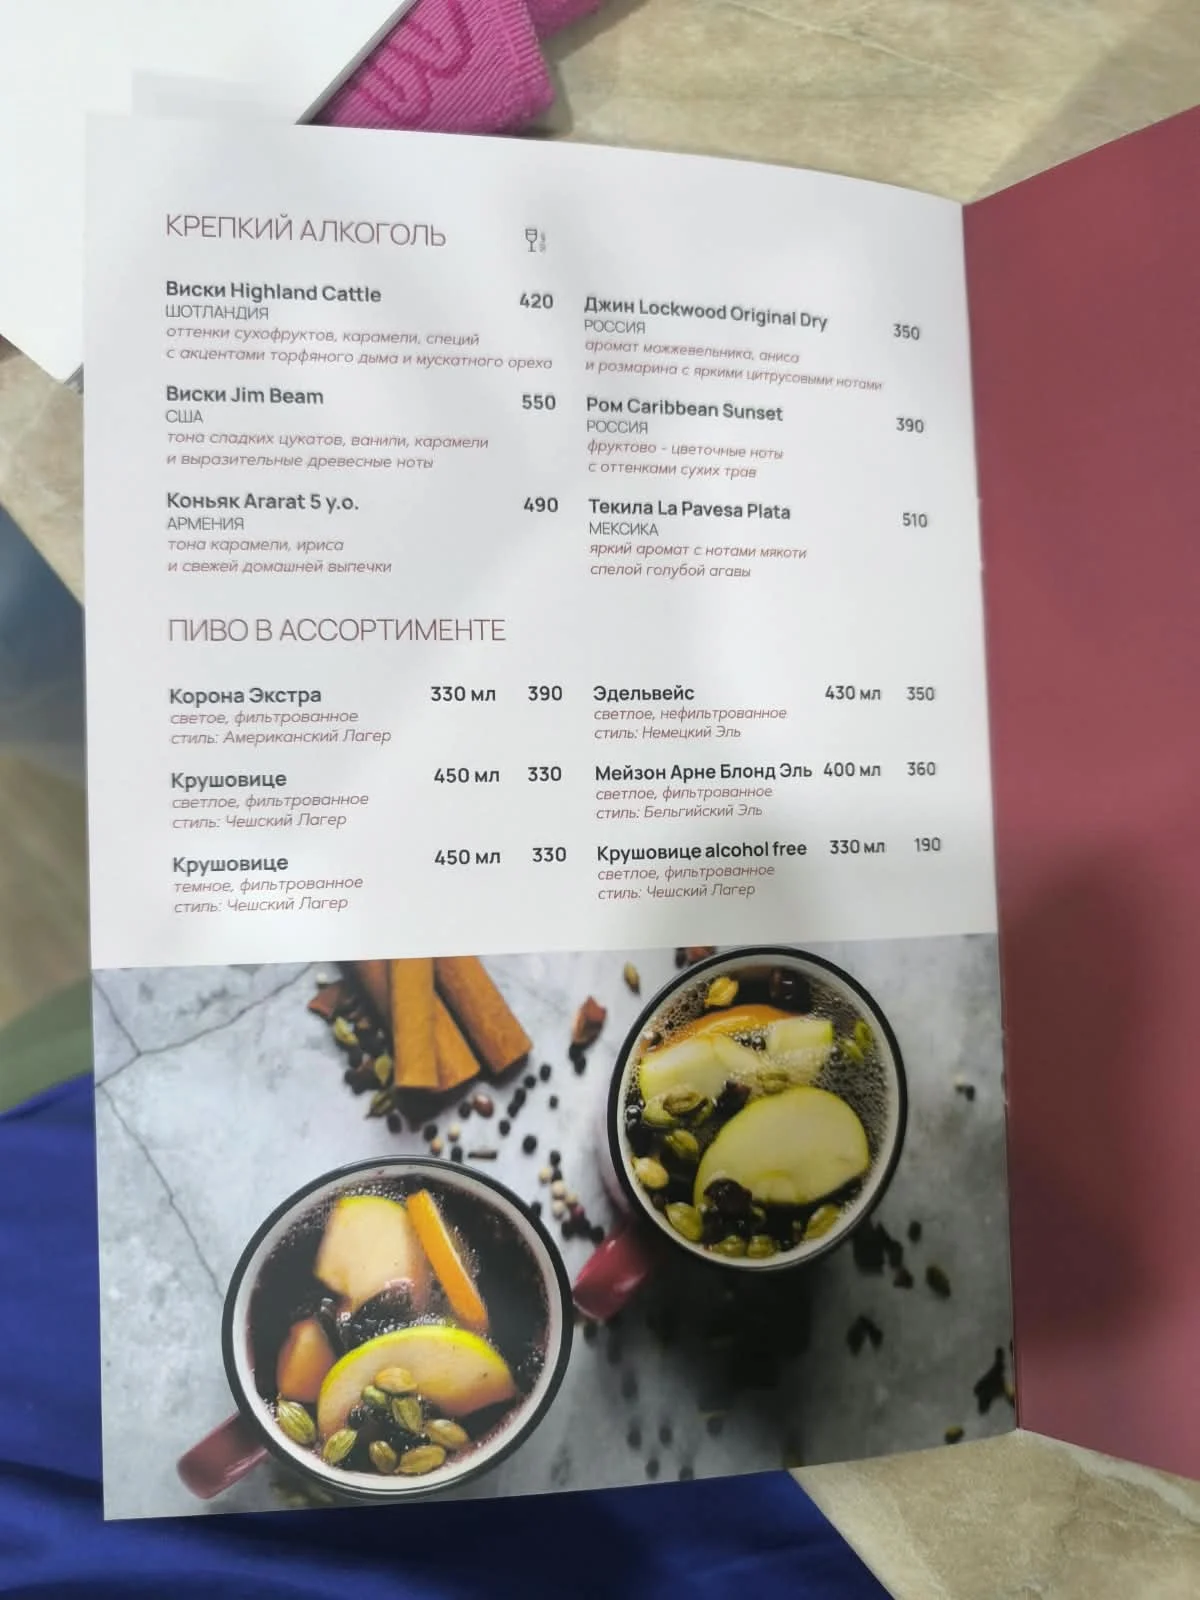 КРЕПКИЙ АЛКОГОЛЬ
Виски Highland Cattle 420
ШОТЛАНДИЯ
оттенки сухофруктов, карамели, специй
с акцентами торфяного дыма и мускатного ореха
Виски Jim Beam 550
США
тона сладких цукатов, ванили, карамели
и выразительные древесные ноты
Коньяк Ararat 5 y.o. 490
АРМЕНИЯ
тона карамели, ириса
и свежей домашней выпечки
Джин Lockwood Original Dry 350
РОССИЯ
аромат можжевельника, аниса
и розмарина с яркими цитрусовыми нотами
Ром Caribbean Sunset 390
РОССИЯ
фруктово - цветочные ноты
с оттенками сухих трав
Текила La Pavesa Plata 510
МЕКСИКА
яркий аромат с нотами мякоти
спелой голубой агавы
ПИВО В АССОРТИМЕНТЕ
Корона Экстра 330 мл 390
светое, фильтрованное
стиль: Американский Лагер
Крушовице 450 мл 330
светлое, фильтрованное
стиль: Чешский Лагер
Крушовице 450 мл 330
темное, фильтрованное
стиль: Чешский Лагер
Эдельвейс 430 мл 350
светлое, нефильтрованное
стиль: Немецкий Эль
Мейзон Арне Блонд Эль 400 мл 360
светлое, фильтрованное
стиль: Бельгийский Эль
Крушовице alcohol free 330 мл 190
светлое, фильтрованное
стиль: Чешский Лагер